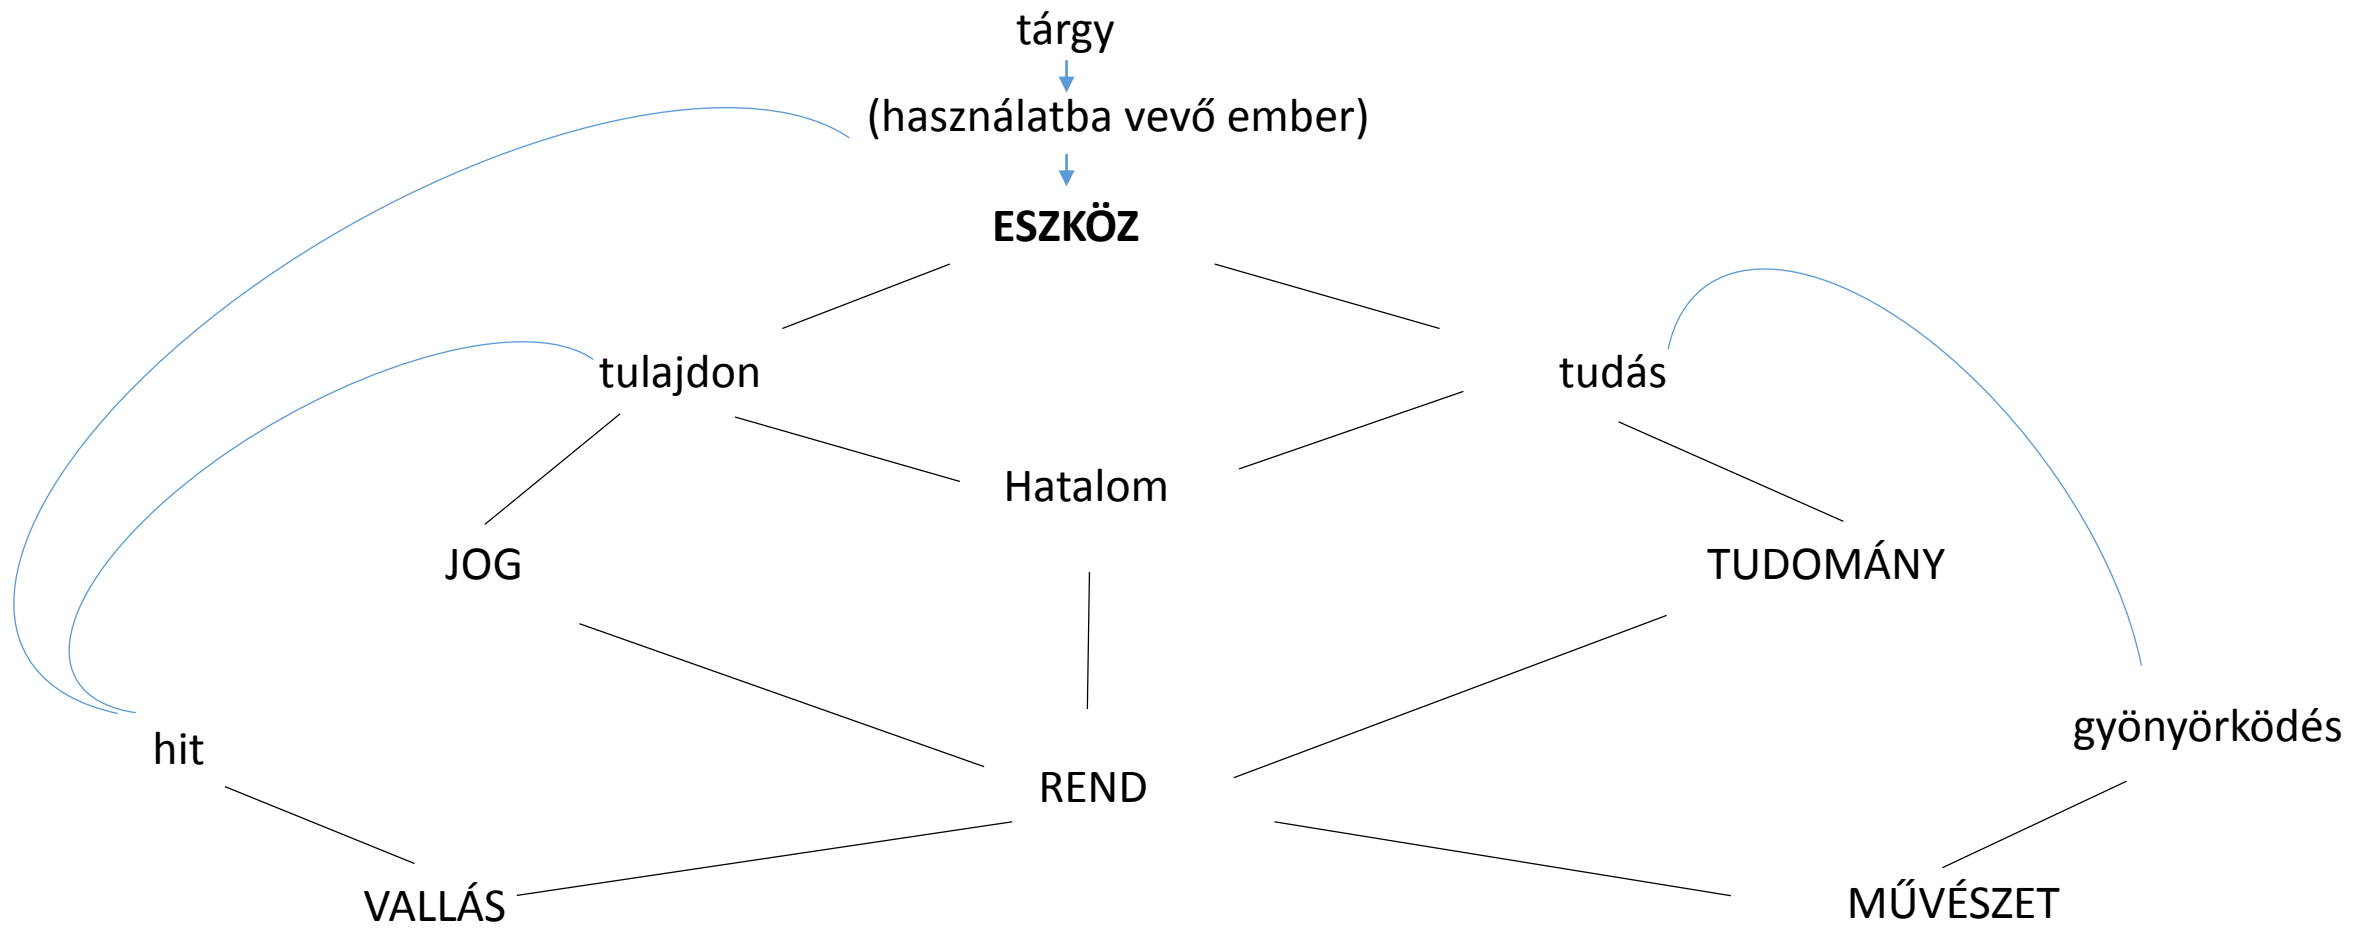 tárgy
(használatba vevő ember)
ESZKÖZ
tulajdon
tudás
Hatalom
JOG
TUDOMÁNY
hit
gyönyörködés
REND
VALLÁS
MŰVÉSZET